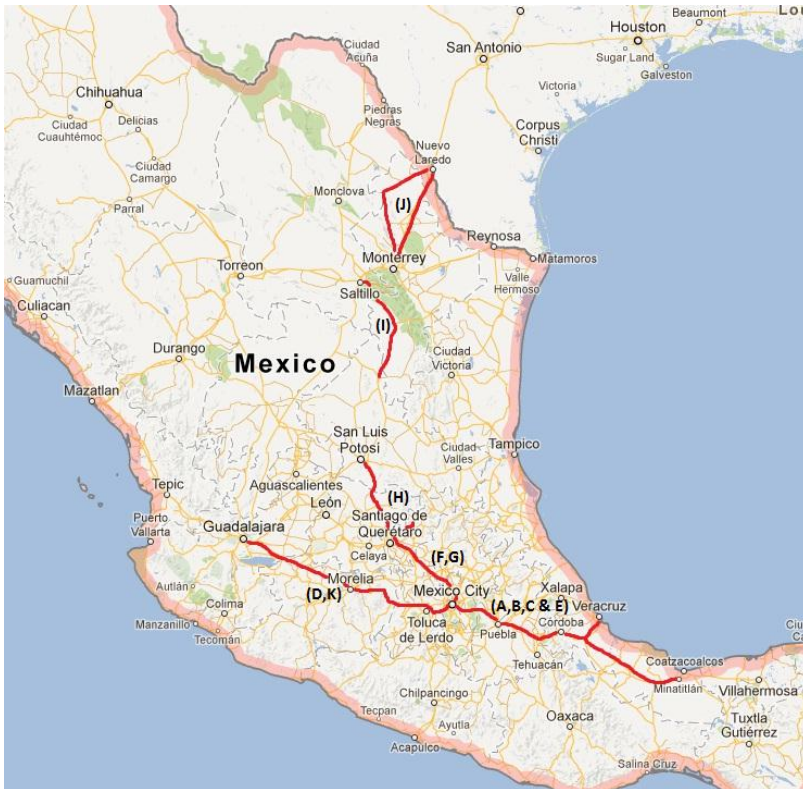 Beaumont
Lou
Houston
San Antonio
Sugar Land
Galveston
Ciudad
Acuña
Victoria
Chihuahua
Piedras
Negras
Corpus
Christi
Ciudad
Cuauhtémoc
Delicias
Nuevo
Laredo
Ciudad
Camargo
Monclova
(J)
Parral
Reynosa
Matamoros
Monterrey
Torreon
Valle
Hermoso
Guamuchil
Saltillo
Culiacan
(I)
Durango
Mexico
Ciudad
Victoria
Mazatlan
San Luis
Potosí
Ciudad
Valles
Tampico
Aguascalientes
Tepic
León
(H)
Santiago de
Querétaro
Puerto
Vallarta
Guadalajara
Celaya
(F,G)
Morelia
Mexico City
Xalapa
Autlán
(D,K)
(A,B,C & E)
Veracruz
Colima
Toluca
de Lerdo
Puebla
Córdoba
Manzanillo
Tecomán
Tehuacán
Coatzacoalcos
Minatitlán
Villahermosa
Ciu
de
Chilpancingo
Tecpan
Ayutla
Oaxaca
Tuxtla
Gutiérrez
Acapulco
Salina Cruz